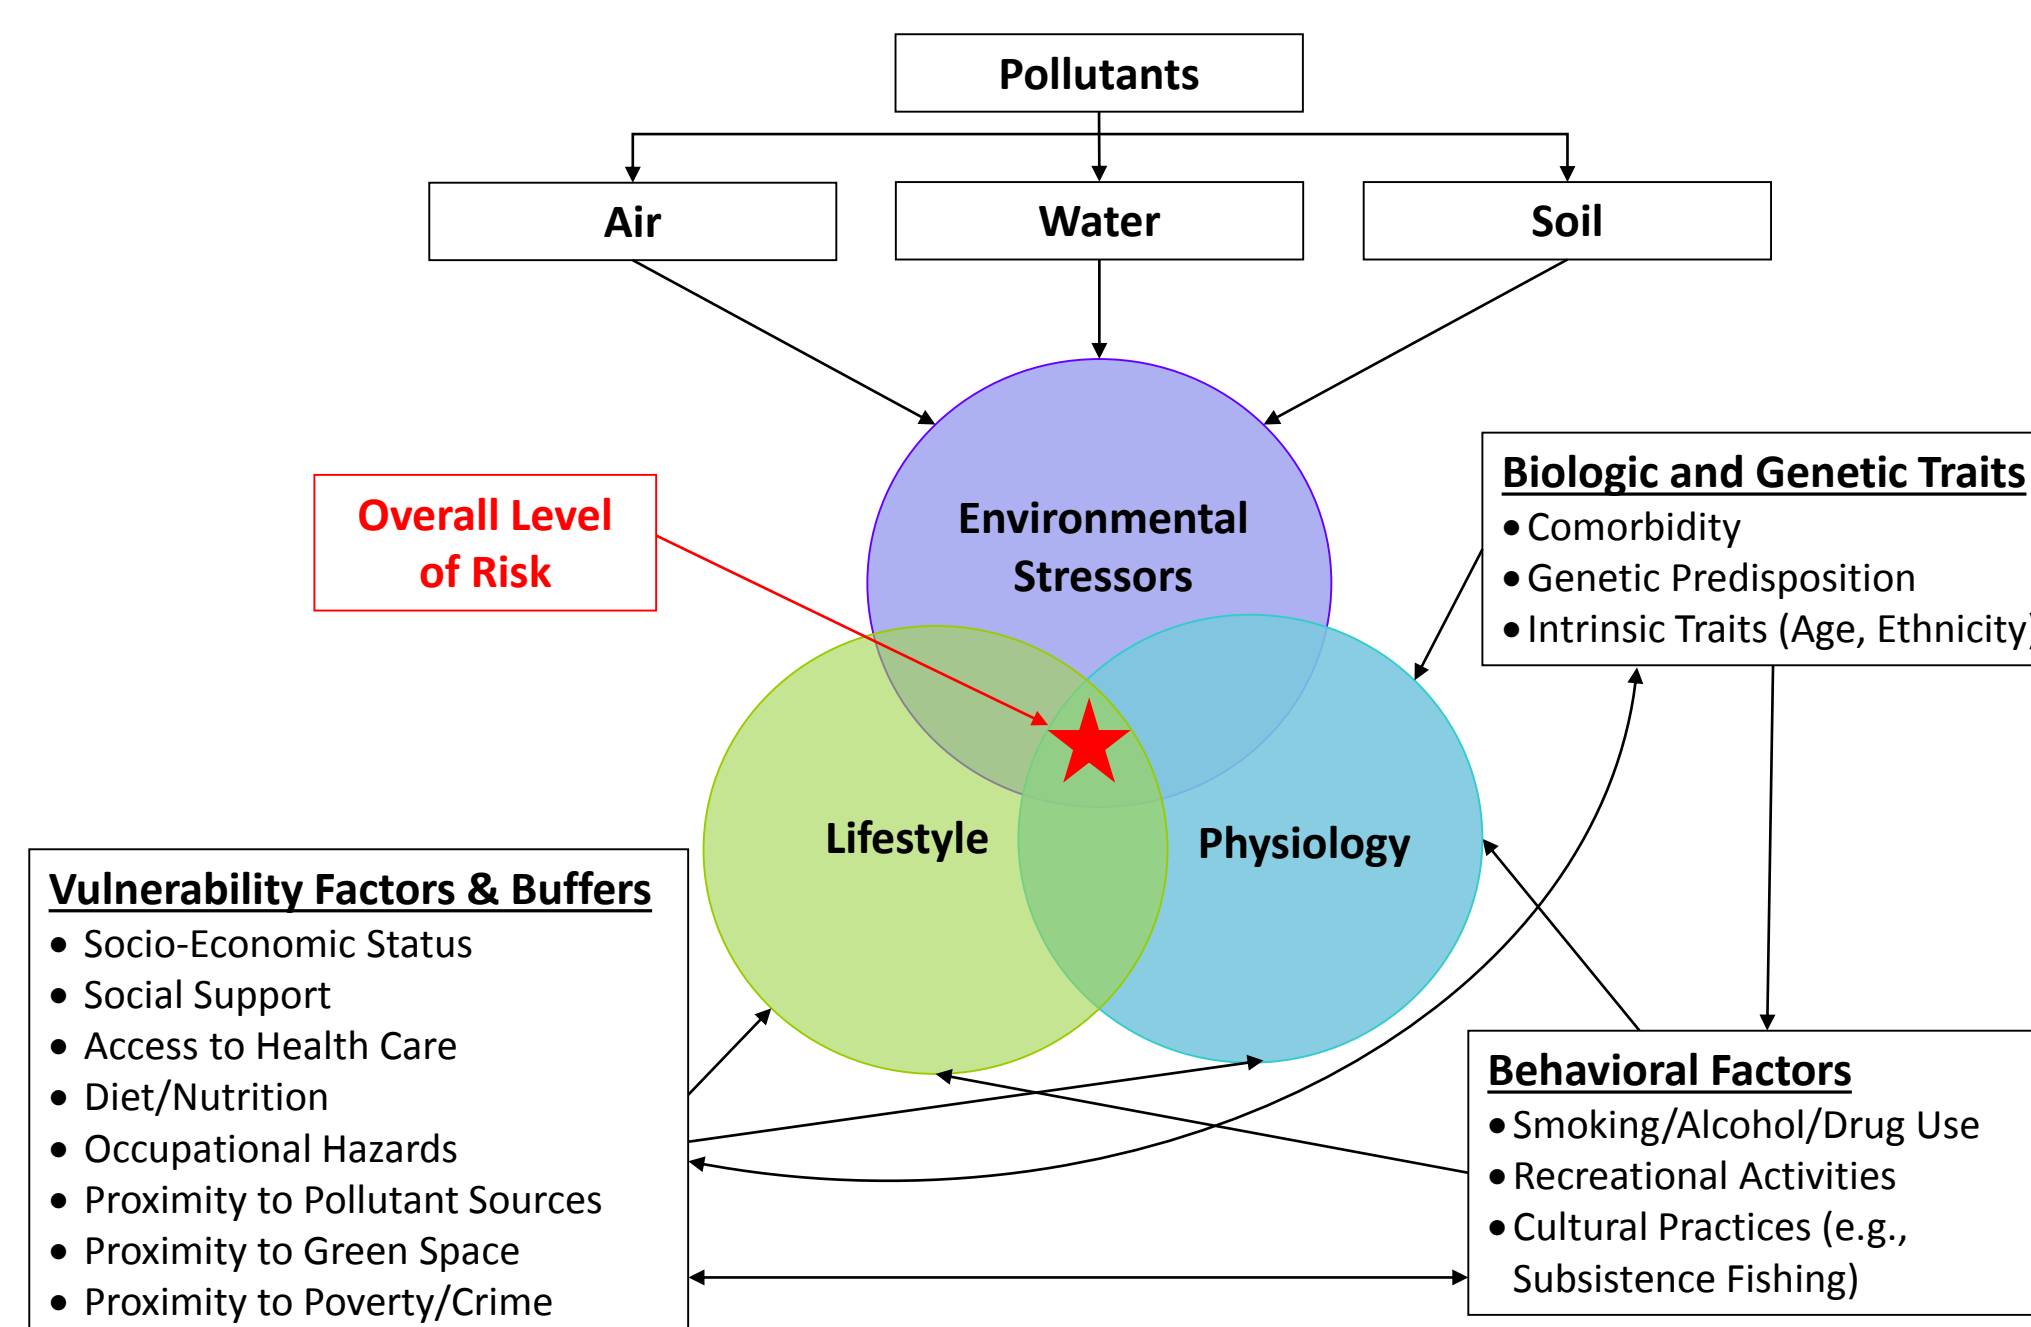 Pollutants
Air
Water
Soil
Environmental
Stressors
Overall Level
of Risk
Biologic and Genetic Traits
• Comorbidity
• Genetic Predisposition
• Intrinsic Traits (Age, Ethnicity)
Lifestyle
Physiology
Vulnerability Factors & Buffers
• Socio-Economic Status
• Social Support
• Access to Health Care
• Diet/Nutrition
• Occupational Hazards
• Proximity to Pollutant Sources
• Proximity to Green Space
• Proximity to Poverty/Crime
Behavioral Factors
• Smoking/Alcohol/Drug Use
• Recreational Activities
• Cultural Practices (e.g.,
Subsistence Fishing)